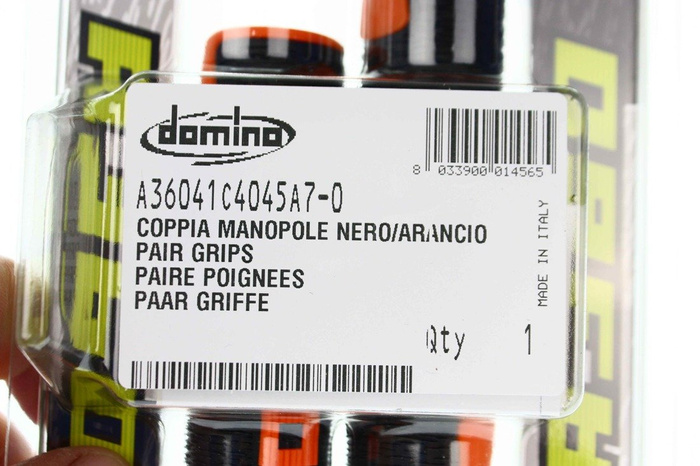 domino
8 033900 014565
A36041C4045A7-0
COPPIA MANOPOLE NERO/ARANCIO
PAIR GRIPS
PAIRE POIGNEES
PAAR GRIFFE
MADE IN ITALY
Qty 1